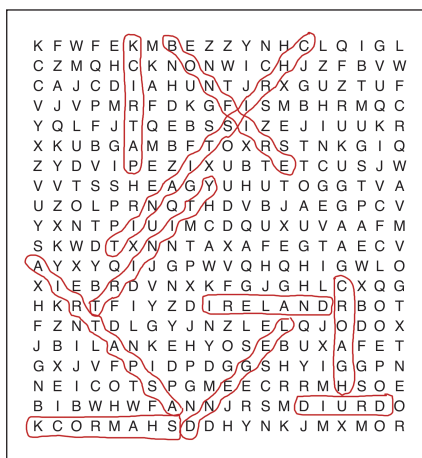 K F W F E K M B E Z Z Y N H C L Q I G L
C Z M Q H C K N O N W I C H J Z F B V W
C A J C D I A H U N T J R X G U Z T U F
V J V P M R F D K G F I S M B H R M Q C
Y Q L F J T Q E B S S I Z E J I U U K R
X K U B G A M B F T O X R S T N K G I Q
Z Y D V I P E Z I X U B T E T C U S J W
V V T S S H E A G Y U H U T O G G T V A
U Z O L P R N Q T H D V B J A E G P C V
Y X N T P I U I M C D Q U X U V A A F M
S K W D T X N N T A X A F E G T A E C V
A Y X Y Q I J G P W V Q H Q H I G W L O
X I E B R D V N X K F G J G H L C X Q G
H K R T F I Y Z D I R E L A N D R B O T
F Z N T D L G Y J N Z L E L Q J O D O X
J B I L A N K E H Y O S E B U X A F E T
G X J V F P I D P D G G S H Y I G G P N
N E I C O T S P G M E E C R R M H S O E
B I B W H W F A N N J R S M D I U R D O
K C O R M A H S D D H Y N K J M X M O R